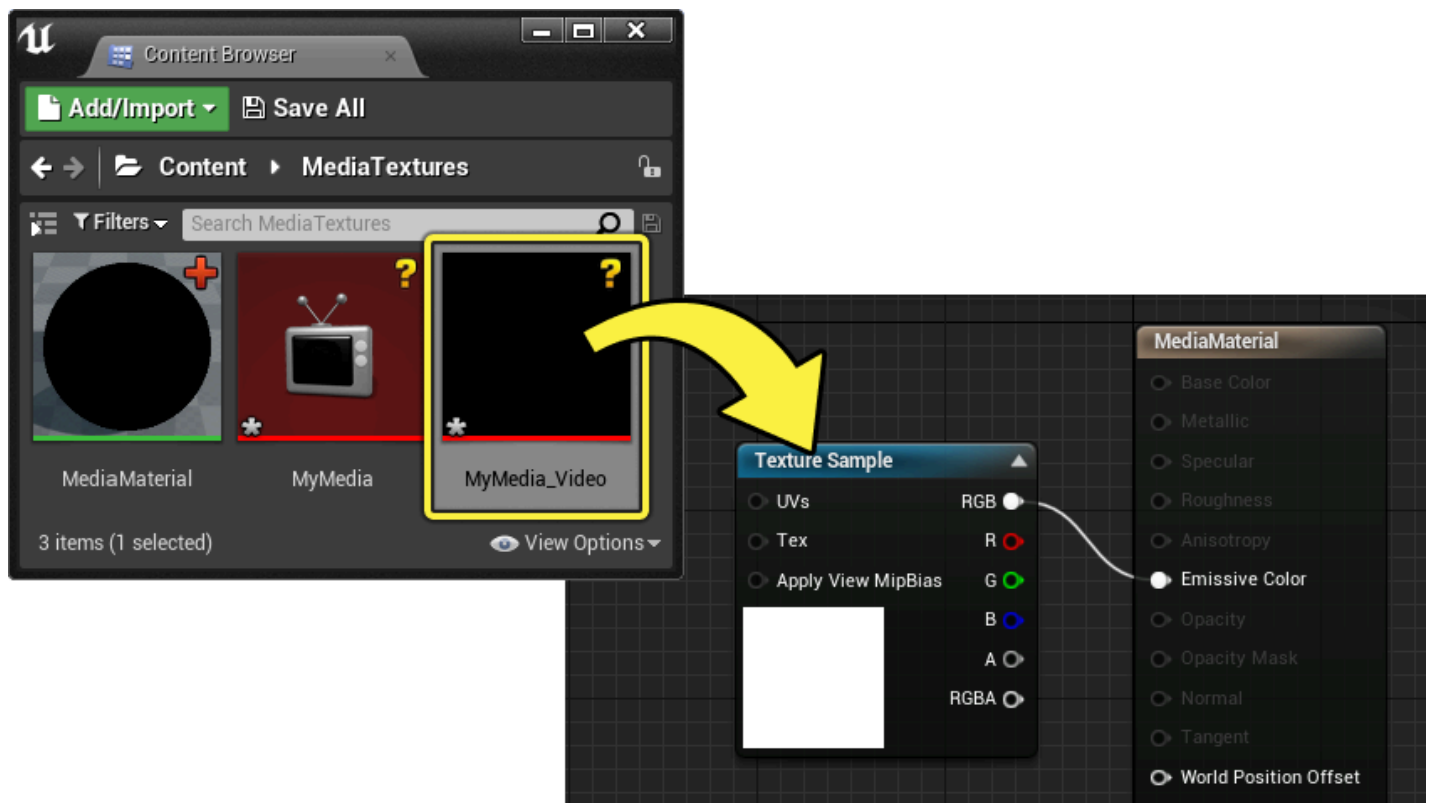 Content Browser
Add/Import Save All
Content MediaTextures
Filters Search MediaTextures
? ?
* *
MediaMaterial MyMedia MyMedia_Video
3 items (1 selected) View Options
MediaMaterial
Base Color
Metallic
Specular
Roughness
Anisotropy
Emissive Color
Opacity
Opacity Mask
Normal
Tangent
World Position Offset
Texture Sample
UVs RGB
Tex R
Apply View MipBias G
B
A
RGBA